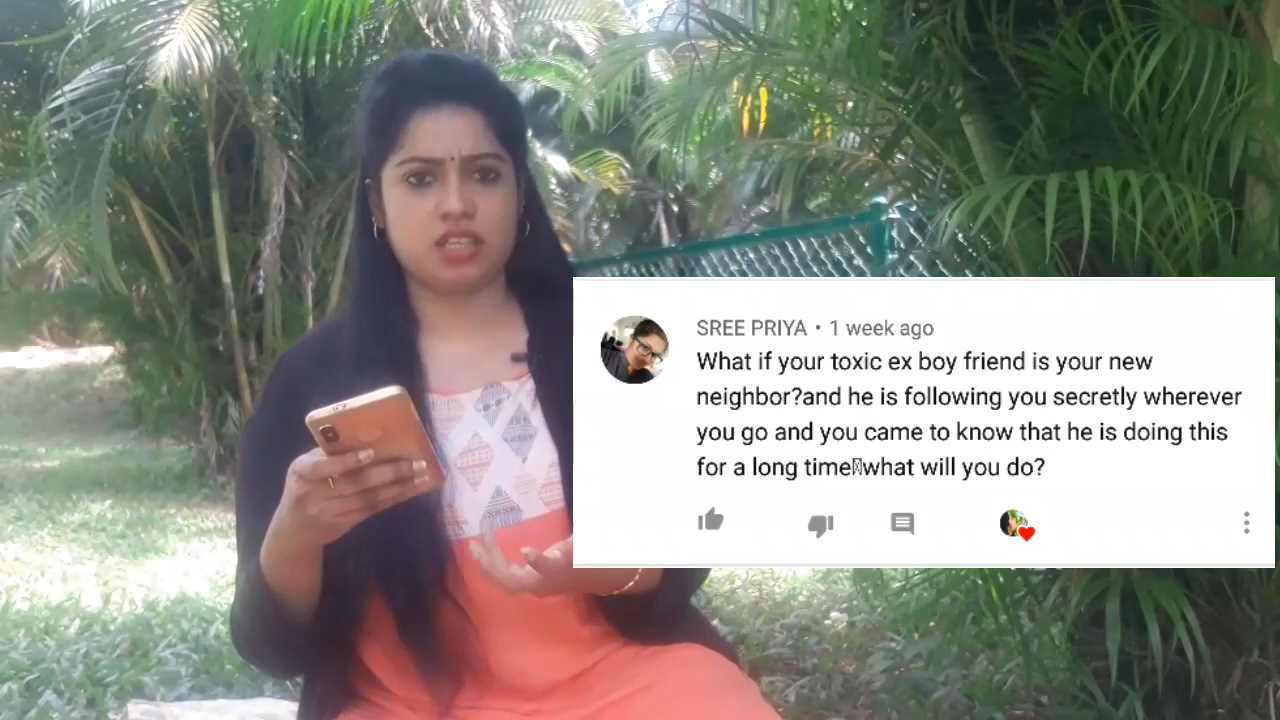 SREE PRIYA • 1 week ago
What if your toxic ex boy friend is your new
neighbor?and he is following you secretly wherever
you go and you came to know that he is doing this
for a long time▯what will you do?